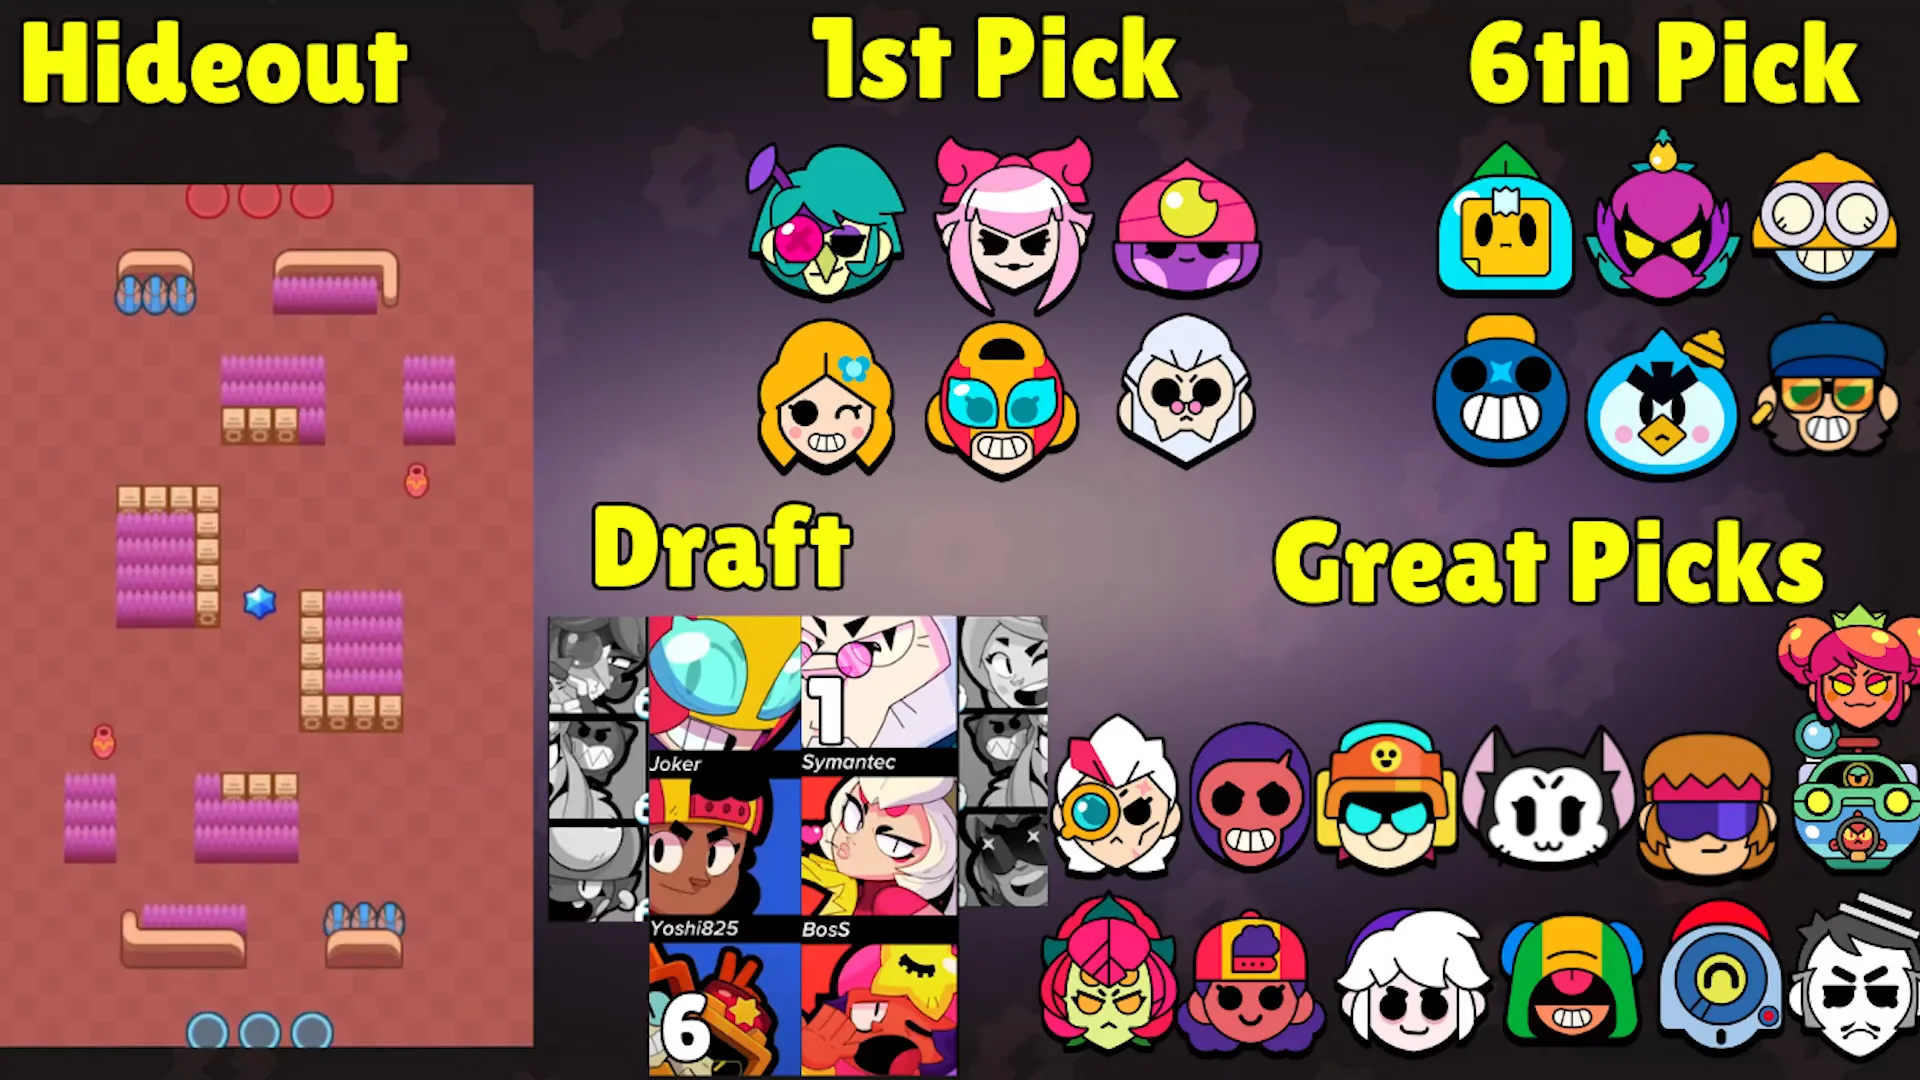 Hideout
1st Pick
6th Pick
Draft
Great Picks
1
Joker
Symantec
Yoshi825
BosS
6